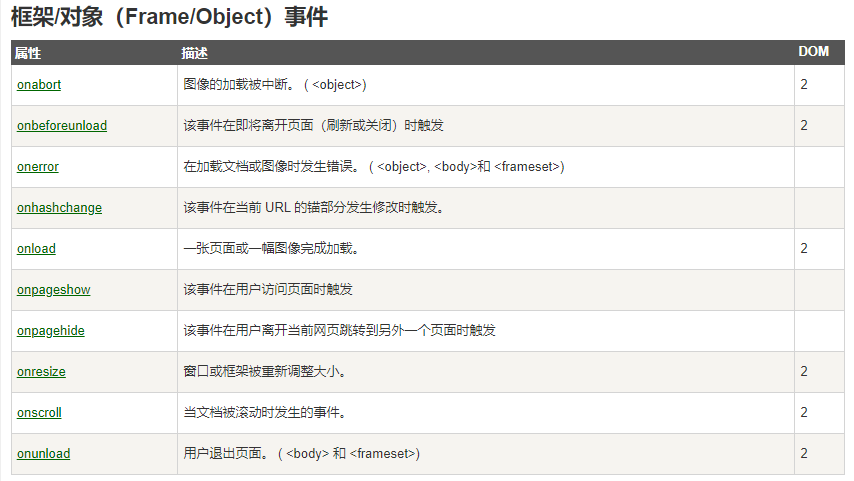 框架/对象（Frame/Object）事件
属性 描述 DOM
onabort 图像的加载被中断。 ( <object>) 2
onbeforeunload 该事件在即将离开页面（刷新或关闭）时触发 2
onerror 在加载文档或图像时发生错误。 ( <object>, <body>和 <frameset>)
onhashchange 该事件在当前 URL 的锚部分发生修改时触发。
onload 一张页面或一幅图像完成加载。 2
onpageshow 该事件在用户访问页面时触发
onpagehide 该事件在用户离开当前网页跳转到另外一个页面时触发
onresize 窗口或框架被重新调整大小。 2
onscroll 当文档被滚动时发生的事件。 2
onunload 用户退出页面。 ( <body> 和 <frameset>) 2